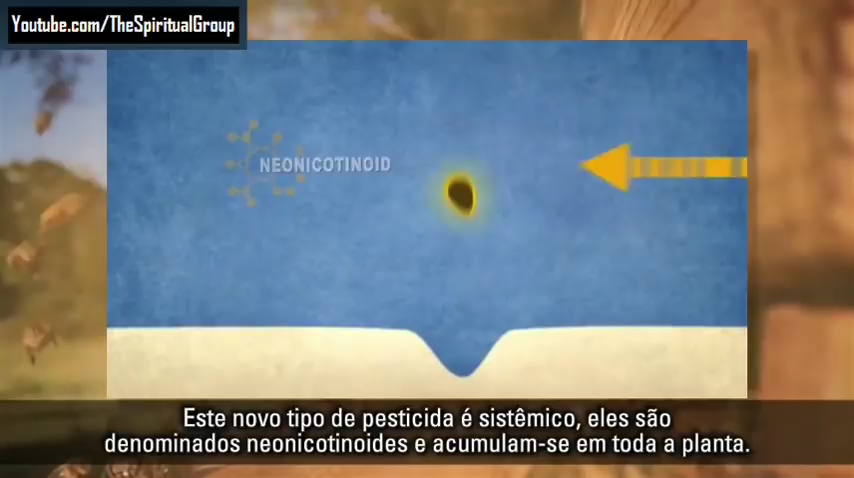 Youtube.com/TheSpiritualGroup
NEONICOTINOID
Este novo tipo de pesticida é sistêmico, eles são
denominados neonicotinoides e acumulam-se em toda a planta.